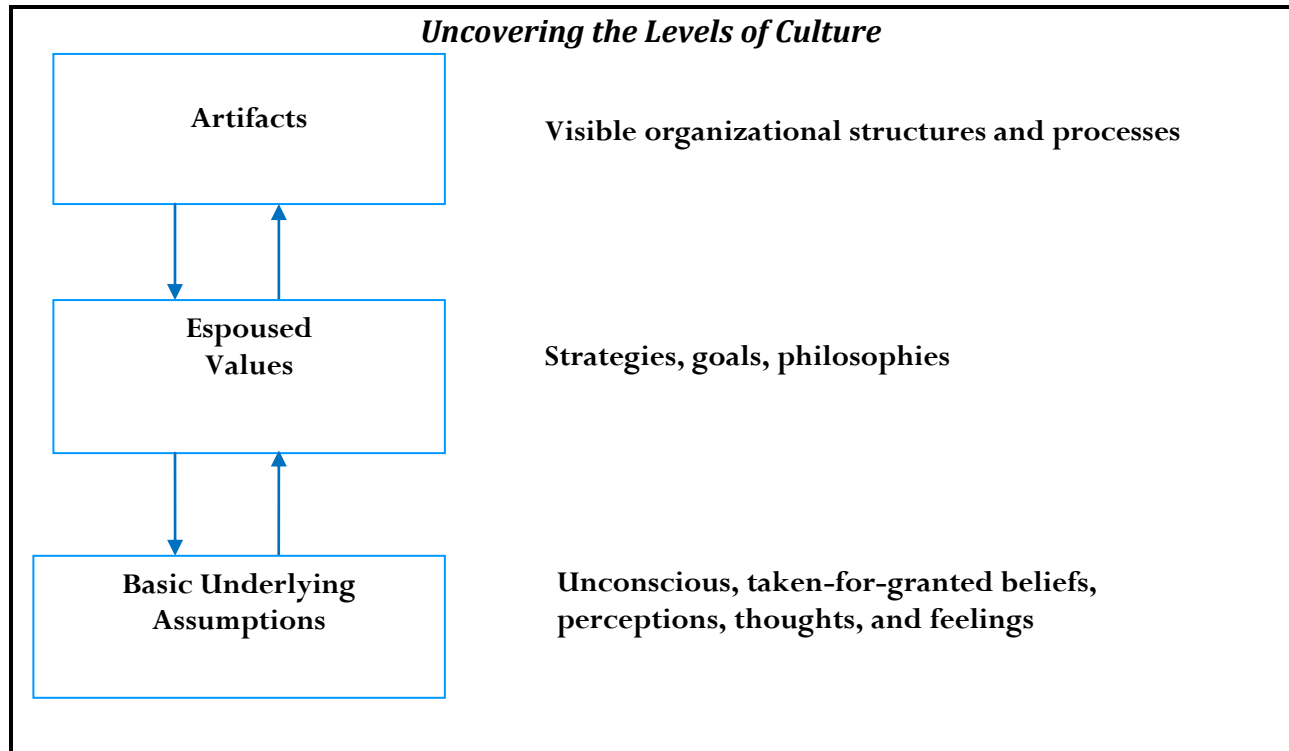 Uncovering the Levels of Culture
Artifacts
Visible organizational structures and processes
Espoused
Values
Strategies, goals, philosophies
Basic Underlying
Assumptions
Unconscious, taken-for-granted beliefs,
perceptions, thoughts, and feelings